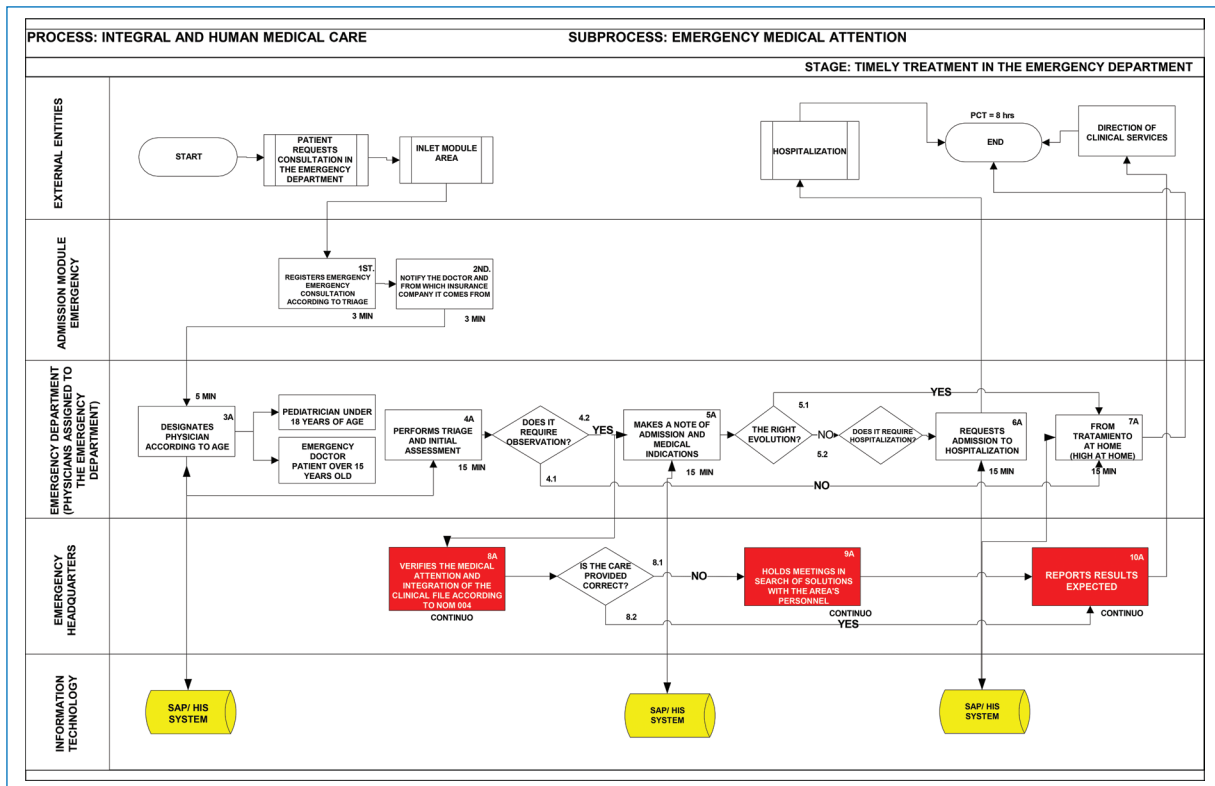 PROCESS: INTEGRAL AND HUMAN MEDICAL CARE
SUBPROCESS: EMERGENCY MEDICAL ATTENTION
STAGE: TIMELY TREATMENT IN THE EMERGENCY DEPARTMENT
EXTERNAL ENTITIES
START
PATIENT
REQUESTS
CONSULTATION IN
THE EMERGENCY
DEPARTMENT
INLET MODULE
AREA
HOSPITALIZATION
PCT = 8 hrs
END
DIRECTION OF
CLINICAL SERVICES
ADMISSION MODULE
EMERGENCY
1ST.
REGISTERS EMERGENCY
EMERGENCY
CONSULTATION
ACCORDING TO TRIAGE
3 MIN
2ND.
NOTIFY THE DOCTOR AND
FROM WHICH INSURANCE
COMPANY IT COMES FROM
3 MIN
EMERGENCY DEPARTMENT
(PHYSICIANS ASSIGNED TO
THE EMERGENCY
DEPARTMENT)
5 MIN
3A
DESIGNATES
PHYSICIAN
ACCORDING TO AGE
PEDIATRICIAN UNDER
18 YEARS OF AGE
EMERGENCY
DOCTOR
PATIENT OVER 15
YEARS OLD
4A
PERFORMS TRIAGE
AND INITIAL
ASSESSMENT
15 MIN
DOES IT
REQUIRE
OBSERVATION?
4.2
YES
4.1
NO
5A
MAKES A NOTE OF
ADMISSION AND
MEDICAL
INDICATIONS
15 MIN
THE RIGHT
EVOLUTION?
5.1
YES
NO
5.2
DOES IT REQUIRE
HOSPITALIZATION?
6A
REQUESTS
ADMISSION TO
HOSPITALIZATION
15 MIN
7A
FROM
TRATAMIENTO
AT HOME
(HIGH AT HOME)
15 MIN
EMERGENCY
HEADQUARTERS
8A
VERIFIES THE MEDICAL
ATTENTION AND
INTEGRATION OF THE
CLINICAL FILE ACCORDING
TO NOM 004
CONTINUO
IS THE CARE
PROVIDED
CORRECT?
8.1
NO
8.2
YES
9A
HOLDS MEETINGS IN
SEARCH OF SOLUTIONS
WITH THE AREA'S
PERSONNEL
CONTINUO
10A
REPORTS RESULTS
EXPECTED
CONTINUO
INFORMATION
TECHNOLOGY
SAP/ HIS
SYSTEM
SAP/ HIS
SYSTEM
SAP/ HIS
SYSTEM